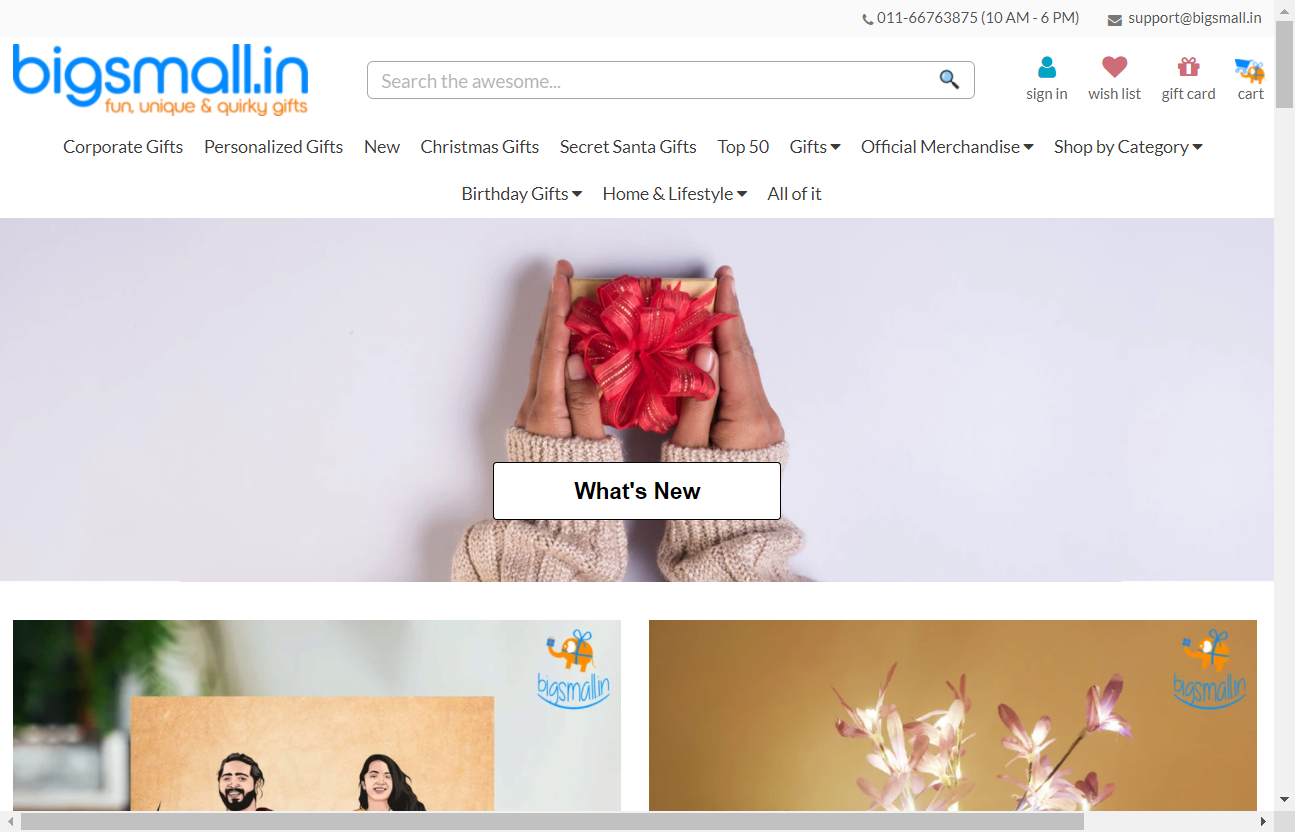 011-66763875 (10 AM - 6 PM) support@bigsmall.in
bigsmall.in
fun, unique & quirky gifts
Search the awesome...
sign in wish list gift card cart
Corporate Gifts Personalized Gifts New Christmas Gifts Secret Santa Gifts Top 50 Gifts Official Merchandise Shop by Category
Birthday Gifts Home & Lifestyle All of it
What's New
bigsmall.in bigsmall.in